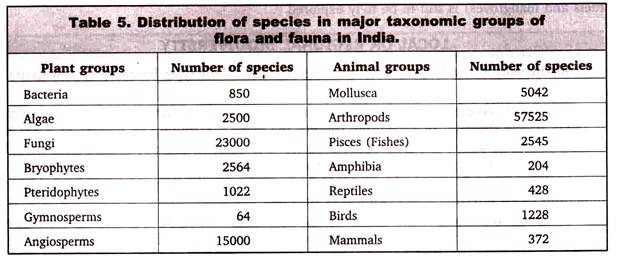 Table 5. Distribution of species in major taxonomic groups of
flora and fauna in India.
Plant groups Number of species Animal groups Number of species
Bacteria 850 Mollusca 5042
Algae 2500 Arthropods 57525
Fungi 23000 Pisces (Fishes) 2545
Bryophytes 2564 Amphibia 204
Pteridophytes 1022 Reptiles 428
Gymnosperms 64 Birds 1228
Angiosperms 15000 Mammals 372